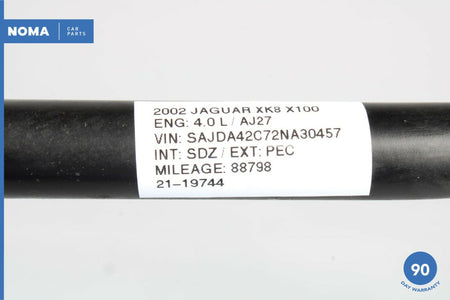 NOMA CAR PARTS
2002 JAGUAR XK8 X100
ENG: 4.0 L / AJ27
VIN: SAJDA42C72NA30457
INT: SDZ / EXT: PEC
MILEAGE: 88798
21-19744
90
DAY WARRANTY